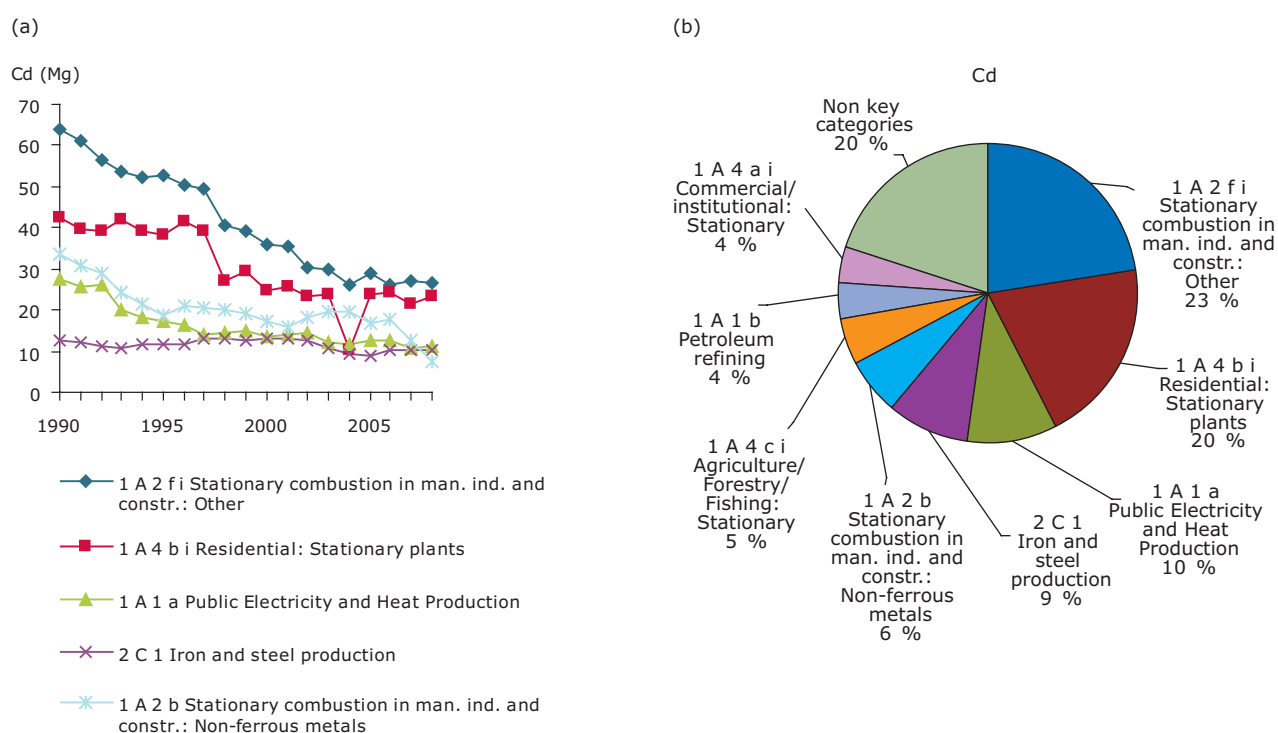 (a)
Cd (Mg)
70
60
50
40
30
20
10
0
1990
1995
2000
2005
1 A 2 f i Stationary combustion in man. ind. and
constr.: Other
1 A 4 b i Residential: Stationary plants
1 A 1 a Public Electricity and Heat Production
2 C 1 Iron and steel production
1 A 2 b Stationary combustion in man. ind. and
constr.: Non-ferrous metals
(b)
Cd
Non key
categories
20 %
1 A 4 a i
Commercial/
institutional:
Stationary
4 %
1 A 1 b
Petroleum
refining
4 %
1 A 4 c i
Agriculture/
Forestry/
Fishing:
Stationary
5 %
1 A 2 b
Stationary
combustion in
man. ind. and
constr.:
Non-ferrous
metals
6 %
2 C 1
Iron and
steel
production
9 %
1 A 1 a
Public Electricity
and Heat
Production
10 %
1 A 4 b i
Residential:
Stationary
plants
20 %
1 A 2 f i
Stationary
combustion in
man. ind. and
constr.:
Other
23 %